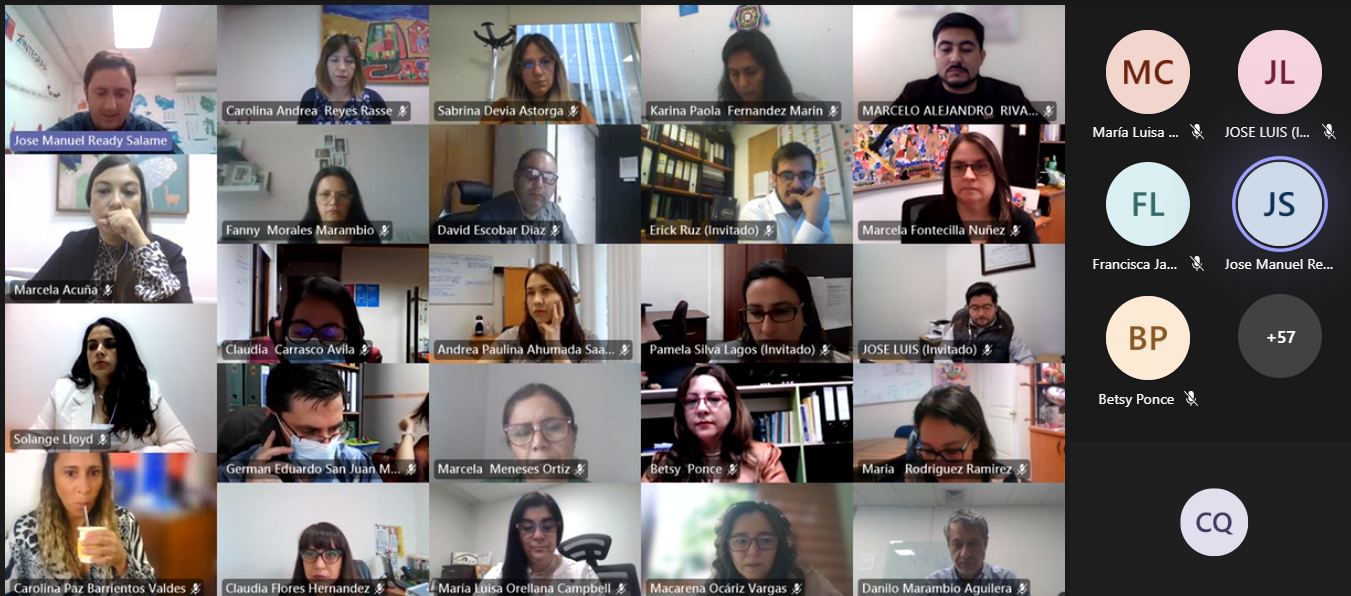 INTEGRA
Jose Manuel Ready Salame
Carolina Andrea Reyes Rasse
Sabrina Devia Astorga
Karina Paola Fernandez Marin
MARCELO ALEJANDRO RIVA...
Marcela Acuña
Fanny Morales Marambio
David Escobar Diaz
Erick Ruz (Invitado)
Marcela Fontecilla Nuñez
Claudia Carrasco Avila
Andrea Paulina Ahumada Saa...
Pamela Silva Lagos (Invitado)
JOSE LUIS (Invitado)
Solange Lloyd
German Eduardo San Juan M...
Marcela Meneses Ortiz
Betsy Ponce
Maria Rodriguez Ramirez
Carolina Paz Barrientos Valdes
Claudia Flores Hernandez
María Luisa Orellana Campbell
Macarena Ocáriz Vargas
Danilo Marambio Aguilera
MC
JL
María Luisa ...
JOSE LUIS (I...
FL
JS
Francisca Ja...
Jose Manuel Re...
BP
+57
Betsy Ponce
CQ